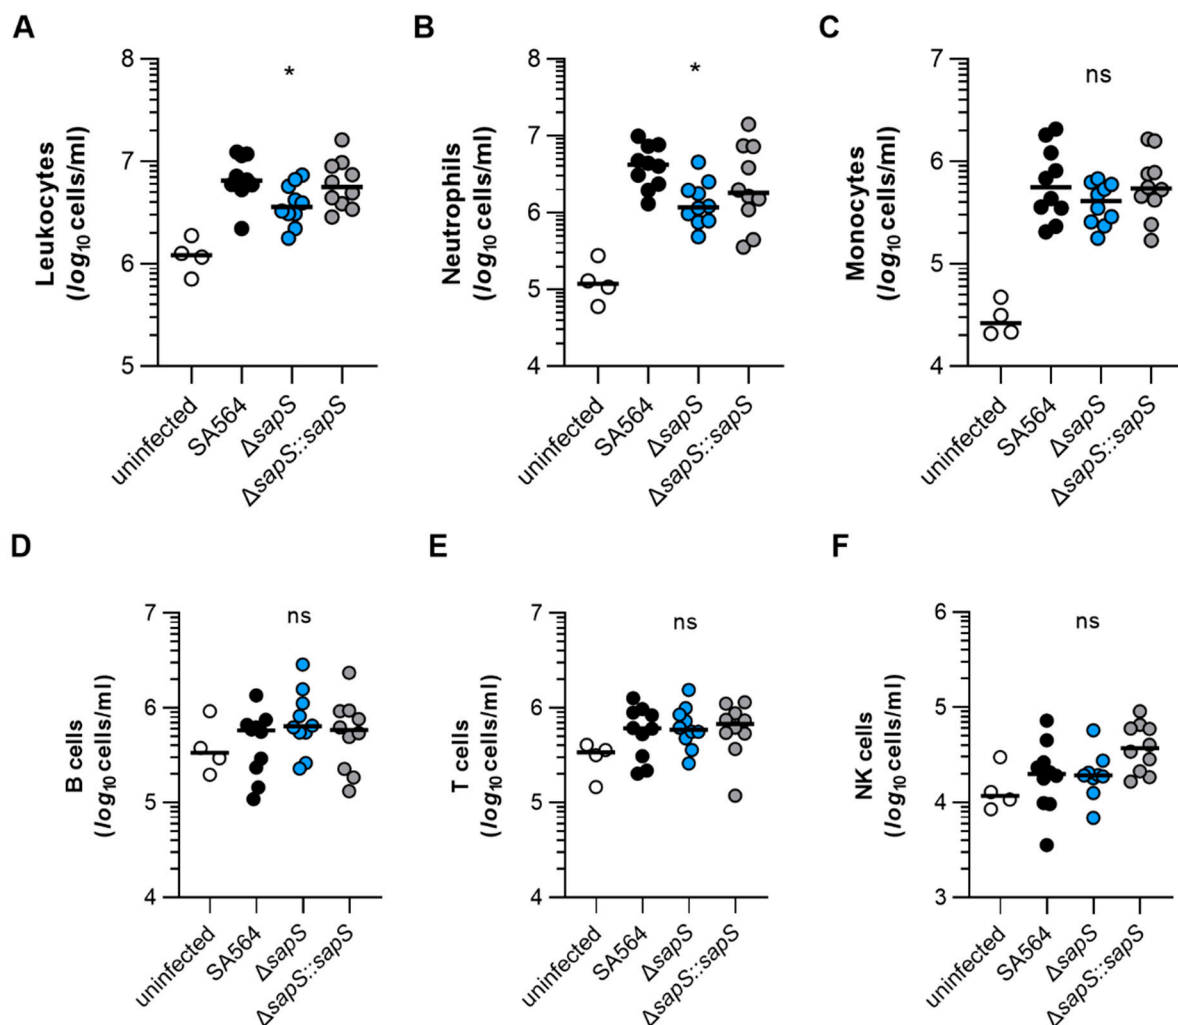 A
Leukocytes
(log10 cells/ml)
8
7
6
5
*
uninfected
SA564
ΔsapS
ΔsapS::sapS
B
Neutrophils
(log10 cells/ml)
8
7
6
5
4
*
uninfected
SA564
ΔsapS
ΔsapS::sapS
C
Monocytes
(log10 cells/ml)
7
6
5
4
ns
uninfected
SA564
ΔsapS
ΔsapS::sapS
D
B cells
(log10 cells/ml)
7
6
5
4
ns
uninfected
SA564
ΔsapS
ΔsapS::sapS
E
T cells
(log10 cells/ml)
7
6
5
4
ns
uninfected
SA564
ΔsapS
ΔsapS::sapS
F
NK cells
(log10 cells/ml)
6
5
4
3
ns
uninfected
SA564
ΔsapS
ΔsapS::sapS